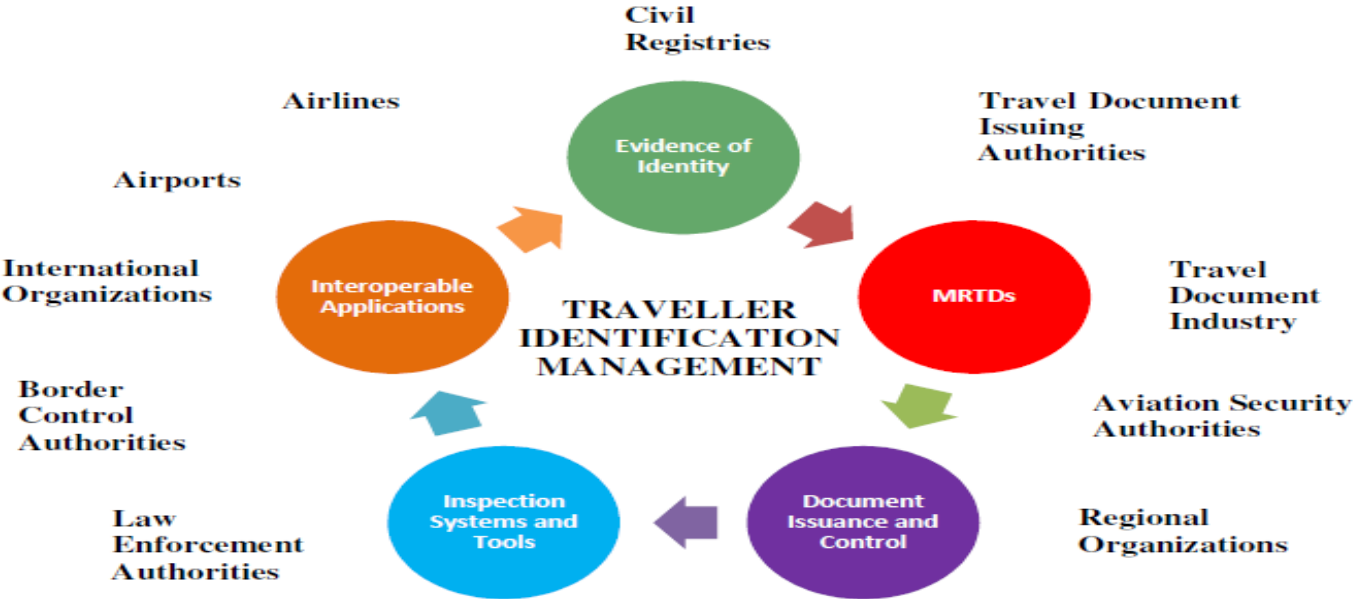 Civil
Registries
Airlines
Travel Document
Issuing
Authorities
Evidence of
Identity
Airports
International
Organizations
Interoperable
Applications
TRAVELLER
IDENTIFICATION
MANAGEMENT
MRTDs
Travel
Document
Industry
Border
Control
Authorities
Aviation Security
Authorities
Law
Enforcement
Authorities
Inspection
Systems and
Tools
Document
Issuance and
Control
Regional
Organizations